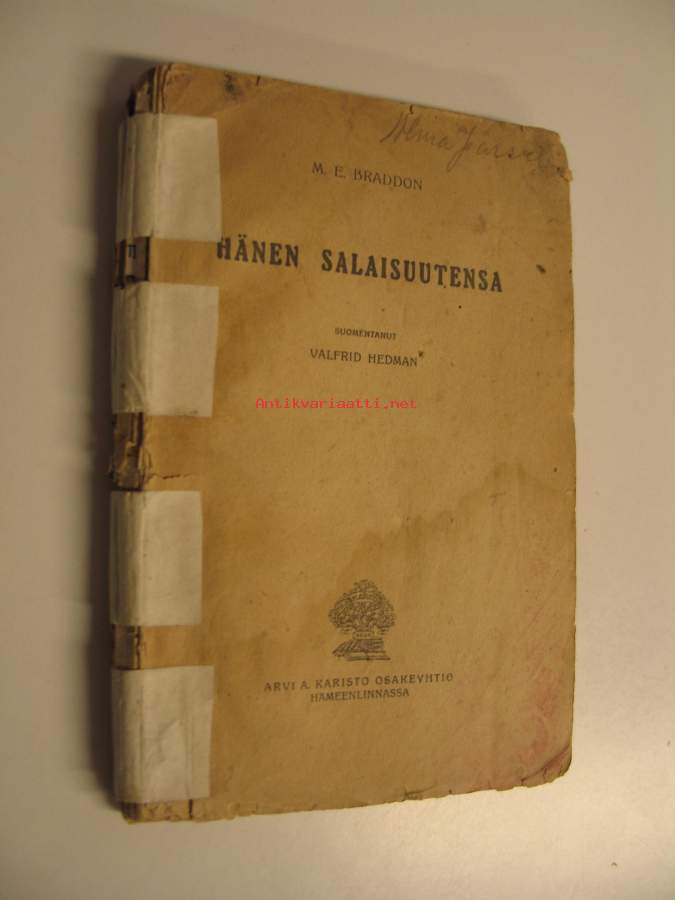 M. E. BRADDON
HÄNEN SALAISUUTENSA
SUOMENTANUT
VALFRID HEDMAN
Antikvariaatti.net
ARVI A. KARISTO OSAKEYHTIÖ
HÄMEENLINNASSA